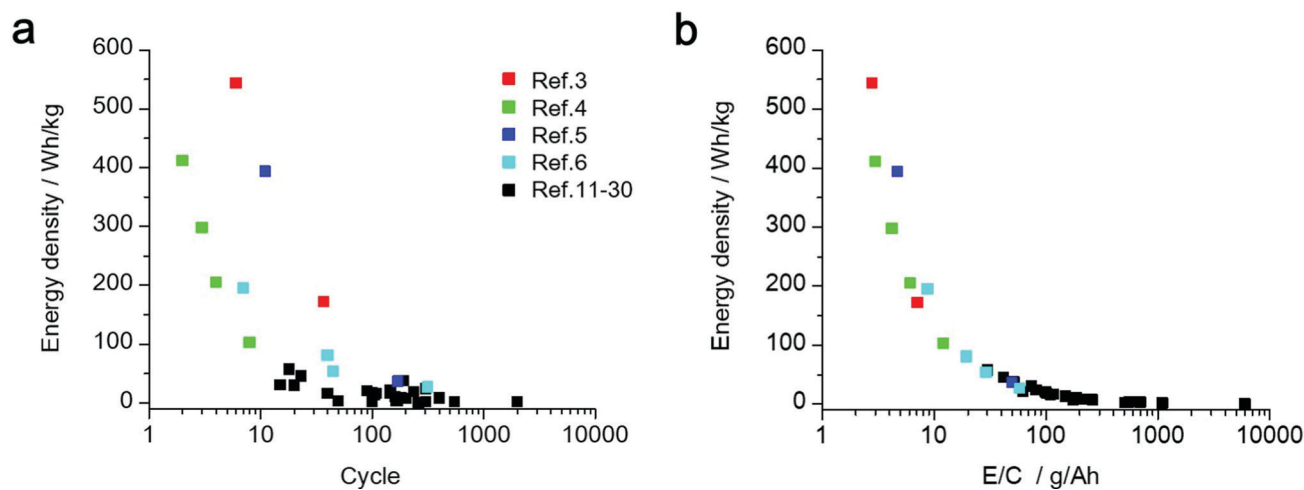 a
600
500
400
300
200
100
0
Energy density / Wh/kg
1
10
100
1000
10000
Cycle
Ref.3
Ref.4
Ref.5
Ref.6
Ref.11-30
b
600
500
400
300
200
100
0
Energy density / Wh/kg
1
10
100
1000
10000
E/C / g/Ah